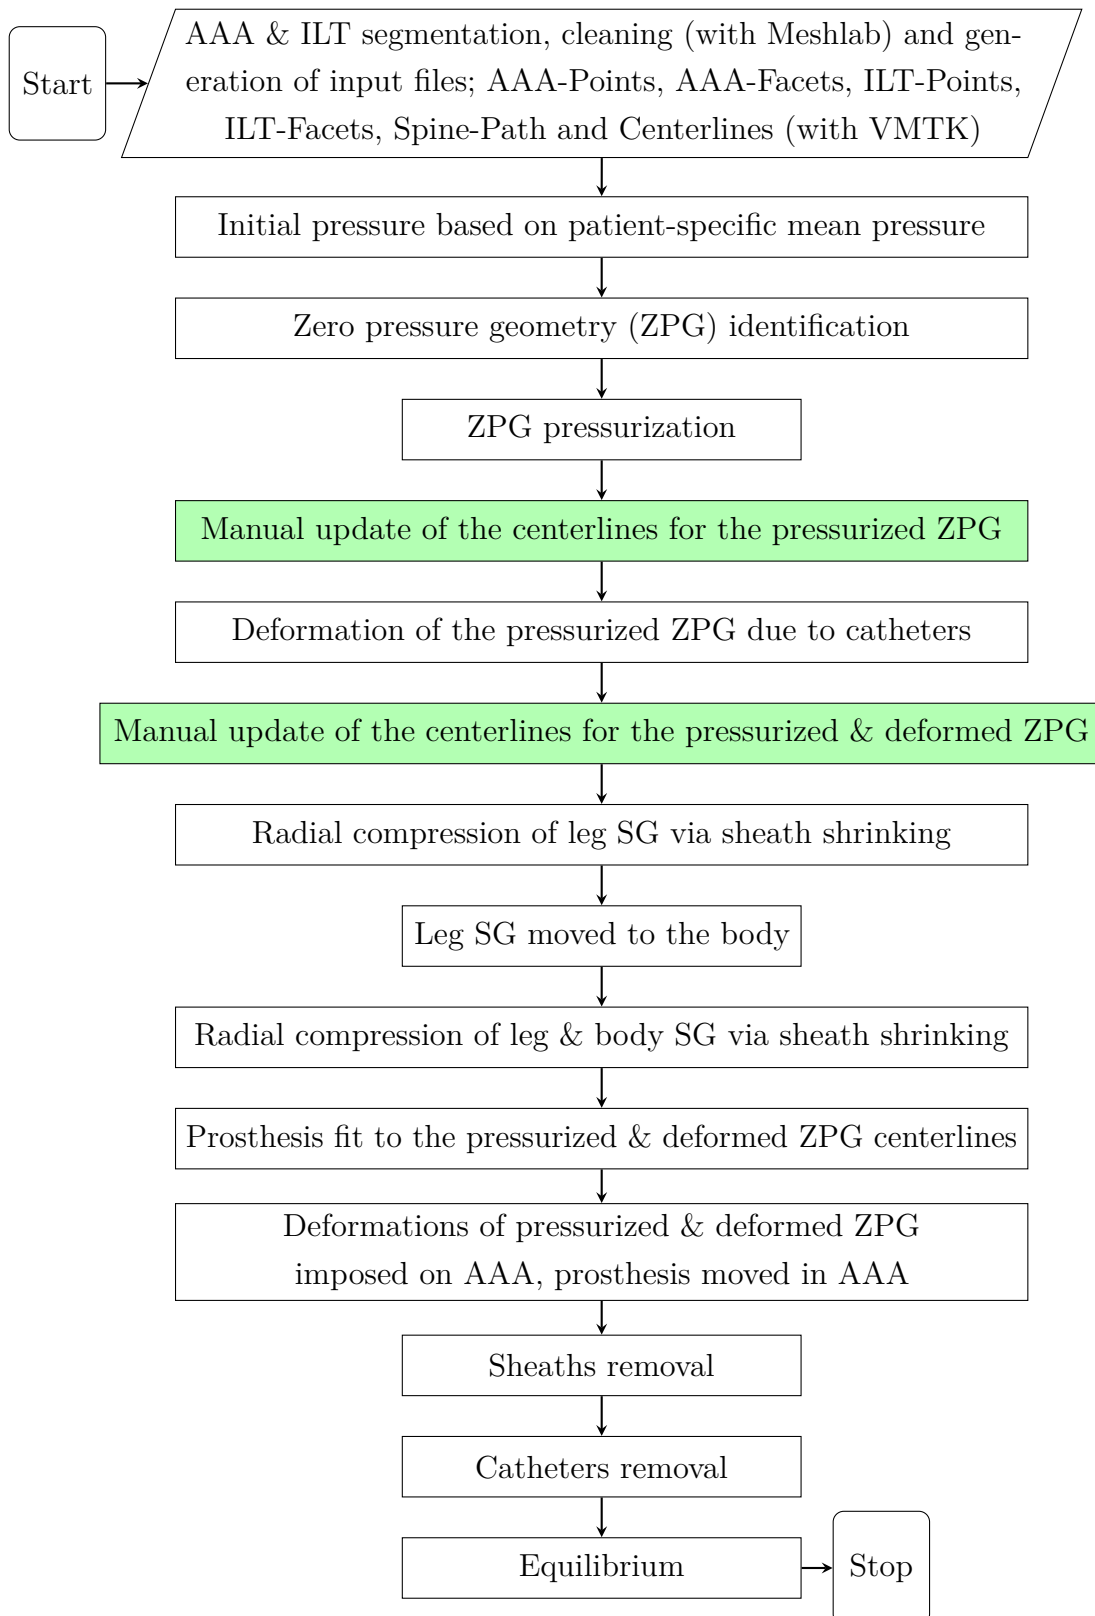 Start
AAA & ILT segmentation, cleaning (with Meshlab) and gen-
eration of input files; AAA-Points, AAA-Facets, ILT-Points,
ILT-Facets, Spine-Path and Centerlines (with VMTK)
Initial pressure based on patient-specific mean pressure
Zero pressure geometry (ZPG) identification
ZPG pressurization
Manual update of the centerlines for the pressurized ZPG
Deformation of the pressurized ZPG due to catheters
Manual update of the centerlines for the pressurized & deformed ZPG
Radial compression of leg SG via sheath shrinking
Leg SG moved to the body
Radial compression of leg & body SG via sheath shrinking
Prosthesis fit to the pressurized & deformed ZPG centerlines
Deformations of pressurized & deformed ZPG
imposed on AAA, prosthesis moved in AAA
Sheaths removal
Catheters removal
Equilibrium
Stop